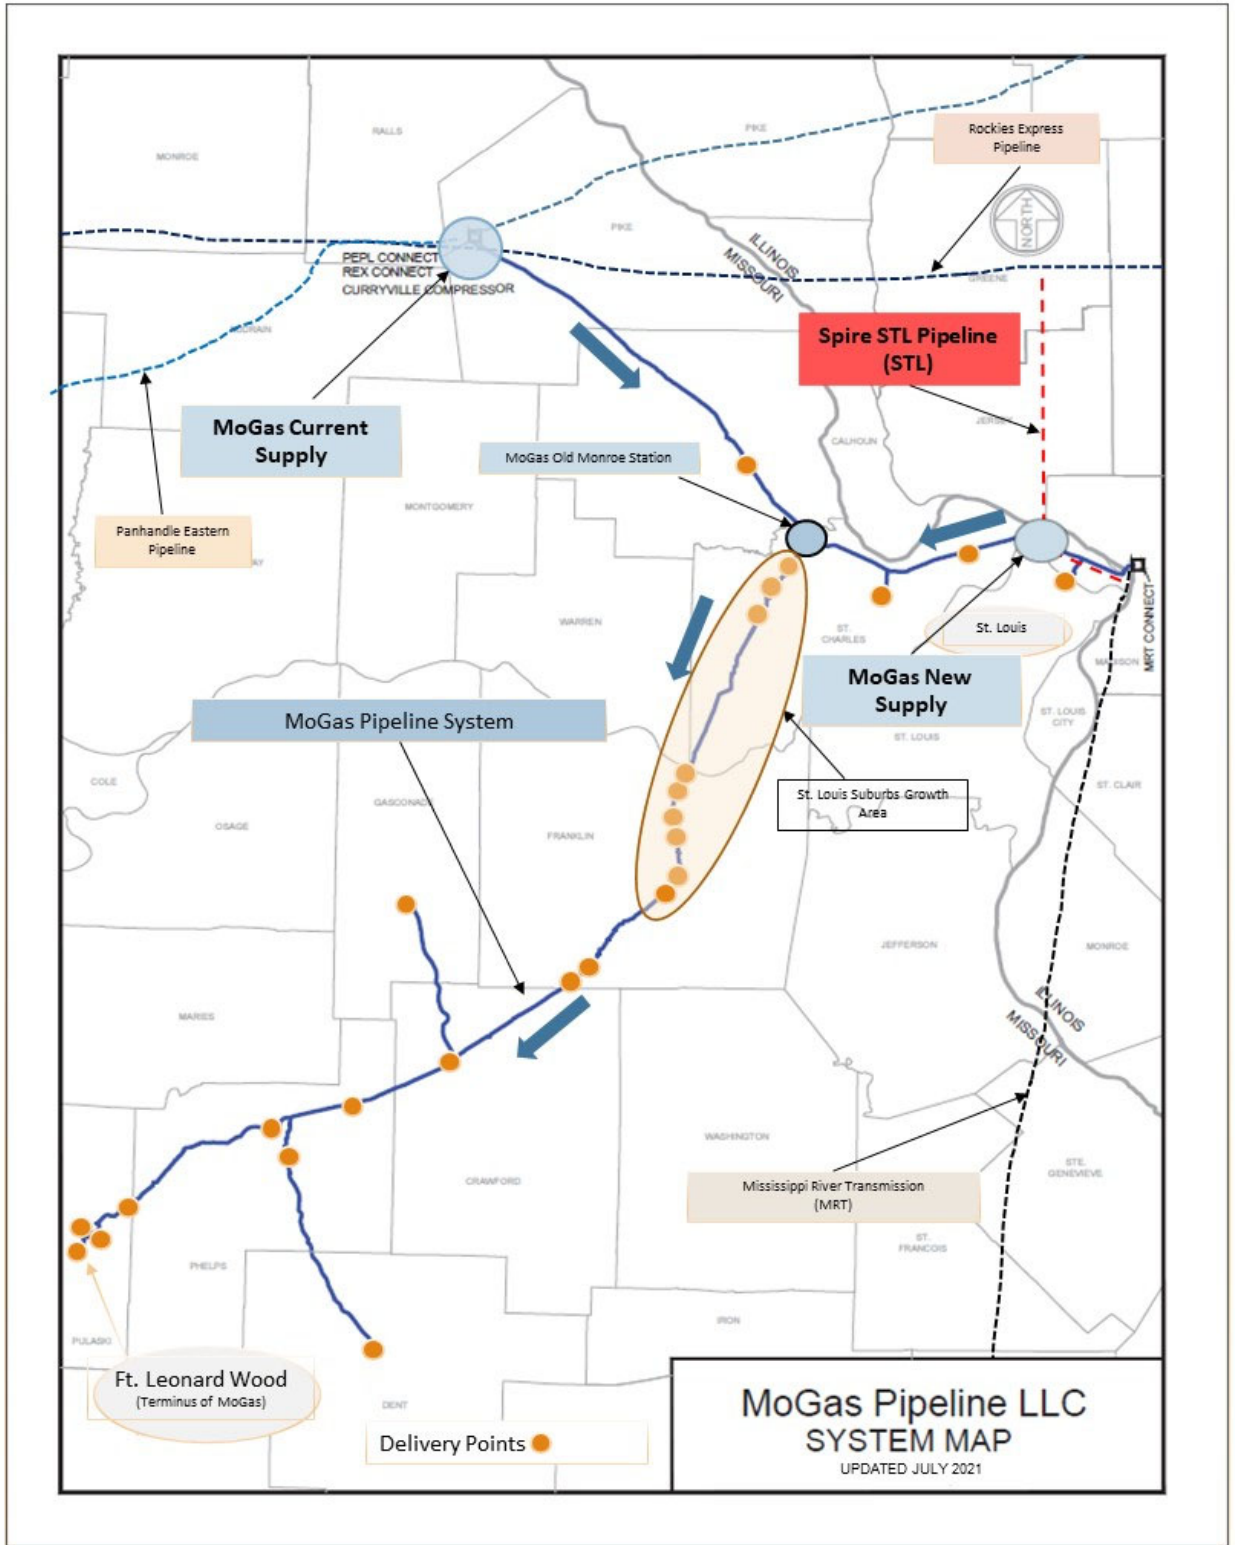 RALLS
MONROE
PIKE
Rockies Express
Pipeline
NORTH
PIKE
ILLINOIS
MISSOURI
GREENE
PEPL CONNECT
REX CONNECT
CURRYVILLE COMPRESSOR
Spire STL Pipeline
(STL)
MoGas Current
Supply
JERSEY
CALHOUN
MoGas Old Monroe Station
MONTGOMERY
Panhandle Eastern
Pipeline
MRT CONNECT
WARREN
ST.
CHARLES
St. Louis
MADISON
MoGas New
Supply
MoGas Pipeline System
ST. LOUIS
CITY
ST. LOUIS
COLE
GASCONADE
St. Louis Suburbs Growth
Area
ST. CLAIR
OSAGE
FRANKLIN
JEFFERSON
MONROE
MARIES
ILLINOIS
MISSOURI
WASHINGTON
STE.
GENEVIEVE
CRAWFORD
Mississippi River Transmission
(MRT)
ST.
FRANCOIS
PHELPS
IRON
PULASKI
Ft. Leonard Wood
(Terminus of MoGas)
DENT
Delivery Points
MoGas Pipeline LLC
SYSTEM MAP
UPDATED JULY 2021